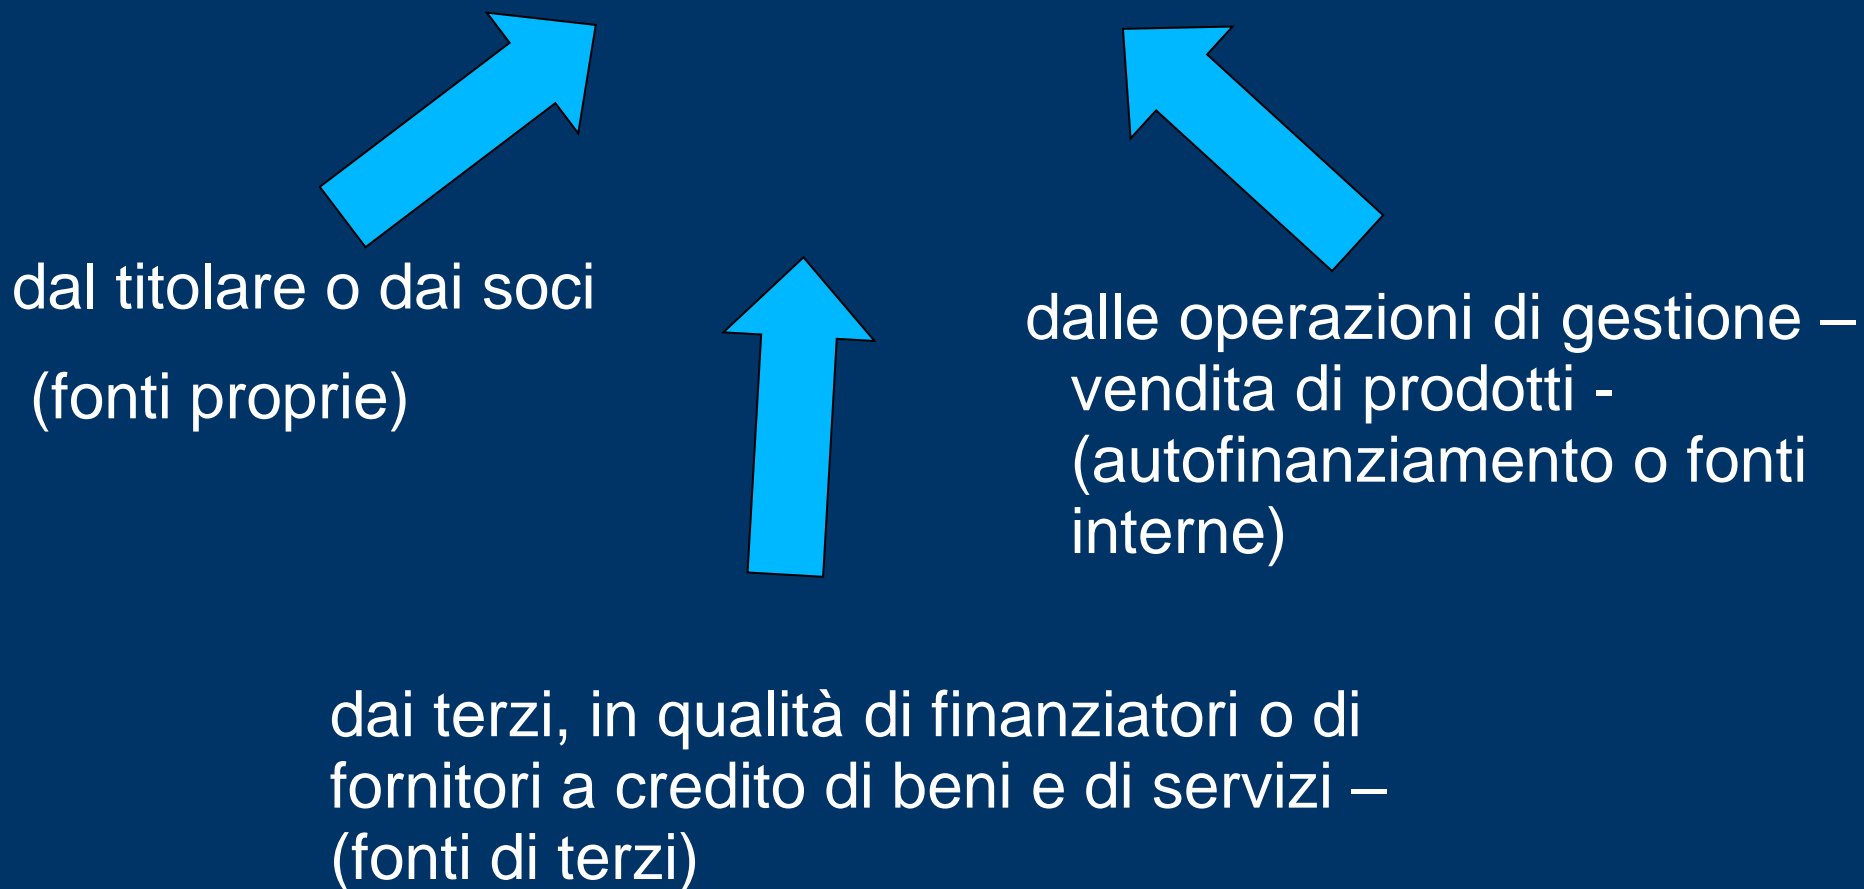 dal titolare o dai soci
(fonti proprie)
dalle operazioni di gestione –
vendita di prodotti -
(autofinanziamento o fonti
interne)
dai terzi, in qualità di finanziatori o di
fornitori a credito di beni e di servizi –
(fonti di terzi)